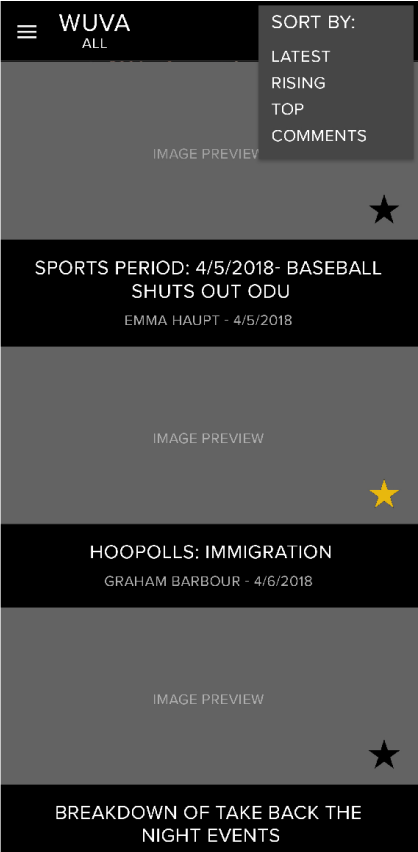 WUVA
ALL
SORT BY:
LATEST
RISING
TOP
COMMENTS
IMAGE PREVIEW
SPORTS PERIOD: 4/5/2018- BASEBALL
SHUTS OUT ODU
EMMA HAUPT - 4/5/2018
IMAGE PREVIEW
HOOPOLLS: IMMIGRATION
GRAHAM BARBOUR - 4/6/2018
IMAGE PREVIEW
BREAKDOWN OF TAKE BACK THE
NIGHT EVENTS